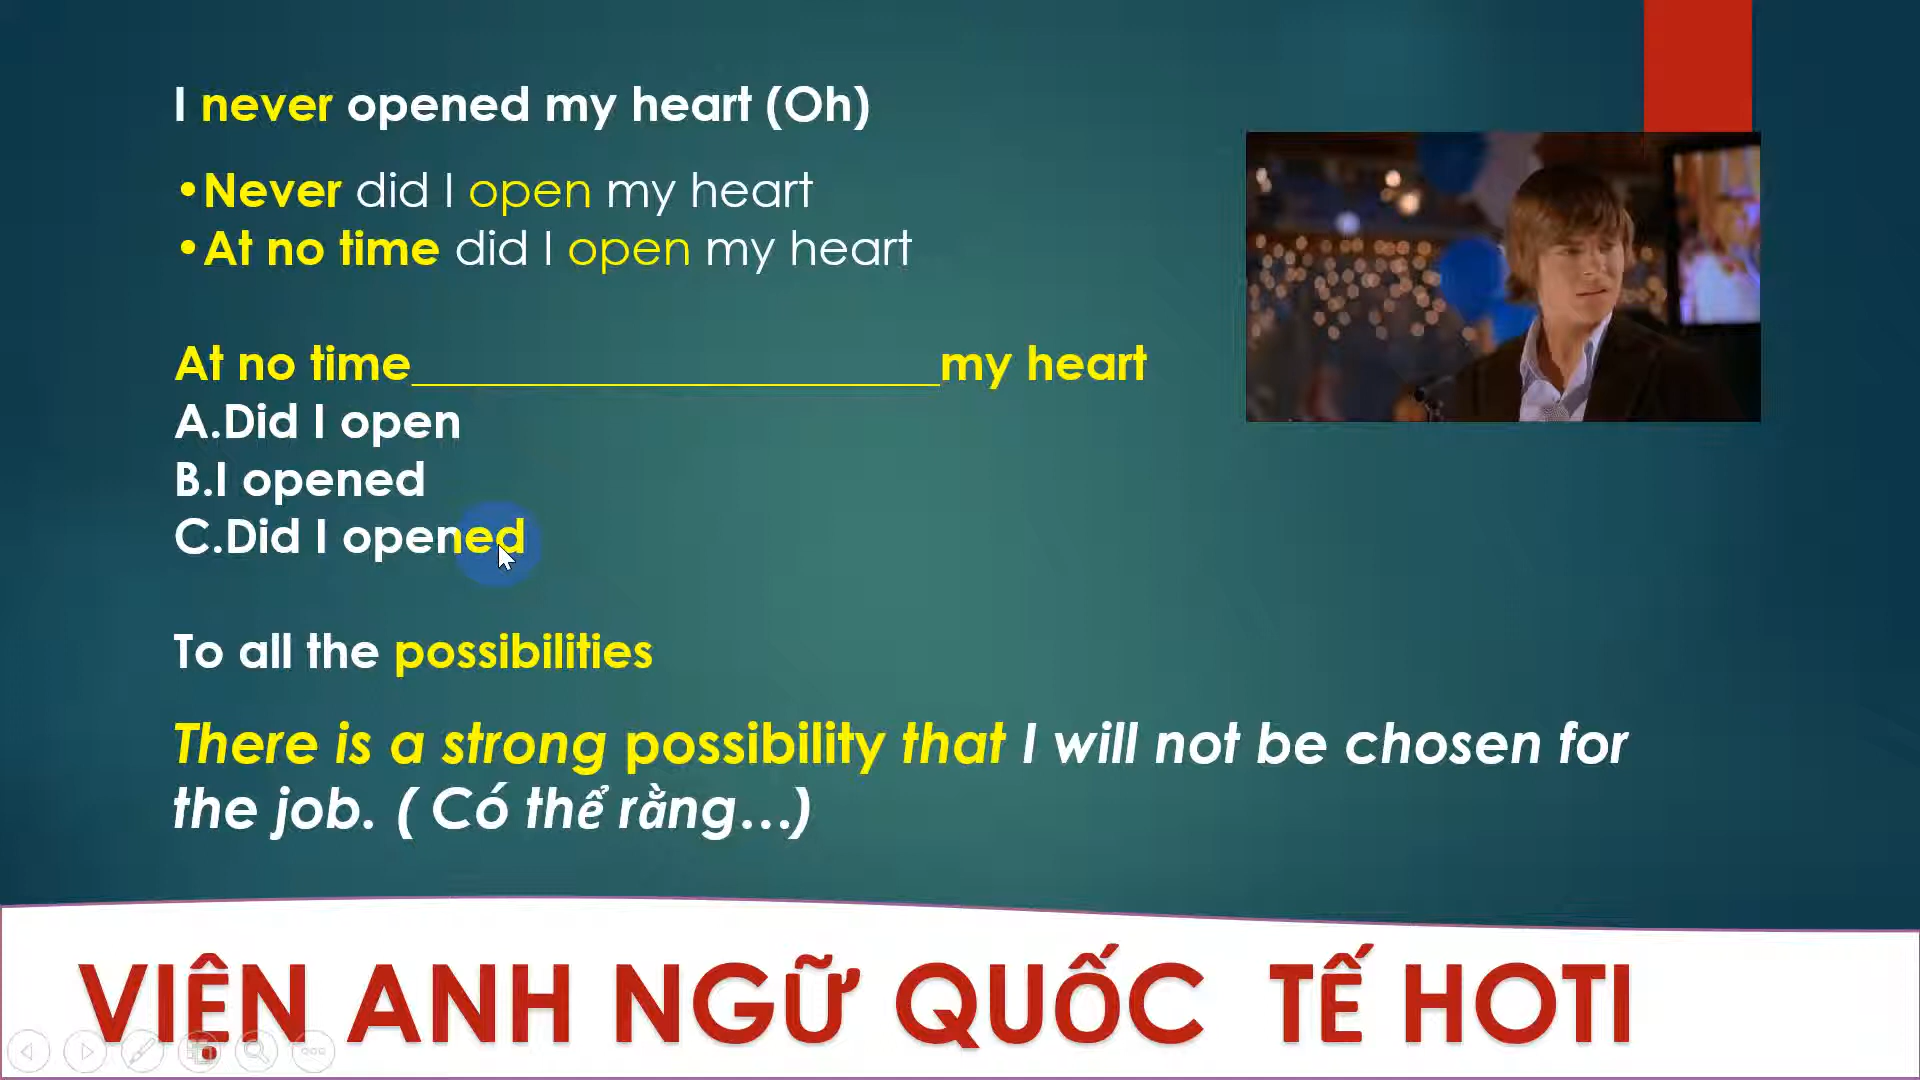 I never opened my heart (Oh)
•Never did I open my heart
•At no time did I open my heart
At no time______________________my heart
A.Did I open
B.I opened
C.Did I opened
To all the possibilities
There is a strong possibility that I will not be chosen for
the job. ( Có thể rằng...)
VIỆN ANH NGỮ QUỐC TẾ HOTI